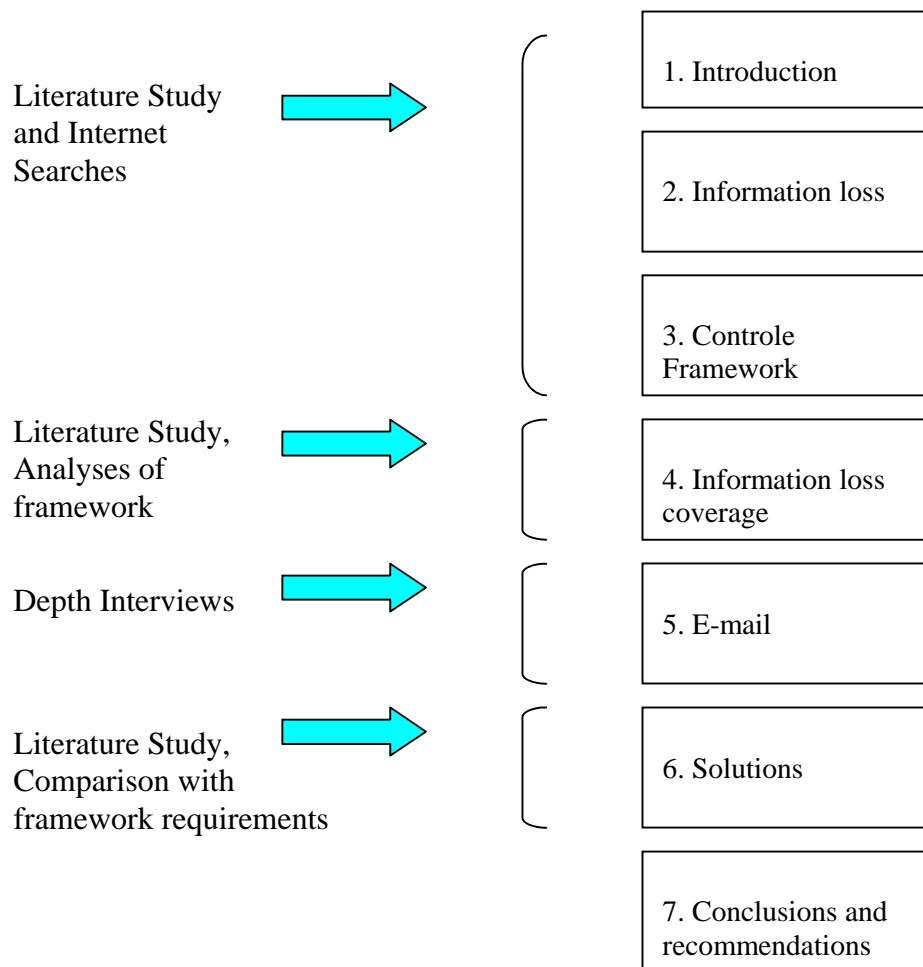 1. Introduction
Literature Study
and Internet
Searches
2. Information loss
3. Controle
Framework
Literature Study,
Analyses of
framework
4. Information loss
coverage
Depth Interviews
5. E-mail
Literature Study,
Comparison with
framework requirements
6. Solutions
7. Conclusions and
recommendations